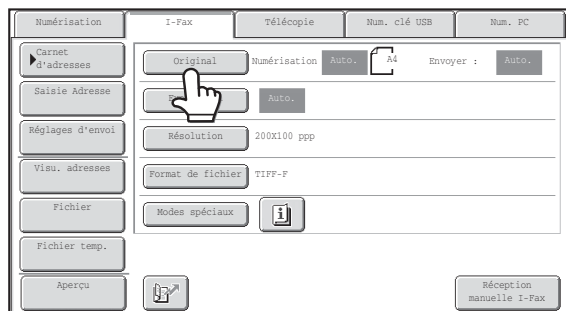 Numérisation
I-Fax
Télécopie
Num. clé USB
Num. PC
Carnet
d'adresses
Original
Numérisation
Auto.
A4
Envoyer :
Auto.
Saisie Adresse
Auto.
Réglages d'envoi
Résolution
200X100 ppp
Visu. adresses
Format de fichier
TIFF-F
Fichier
Modes spéciaux
Fichier temp.
Aperçu
Réception
manuelle I-Fax